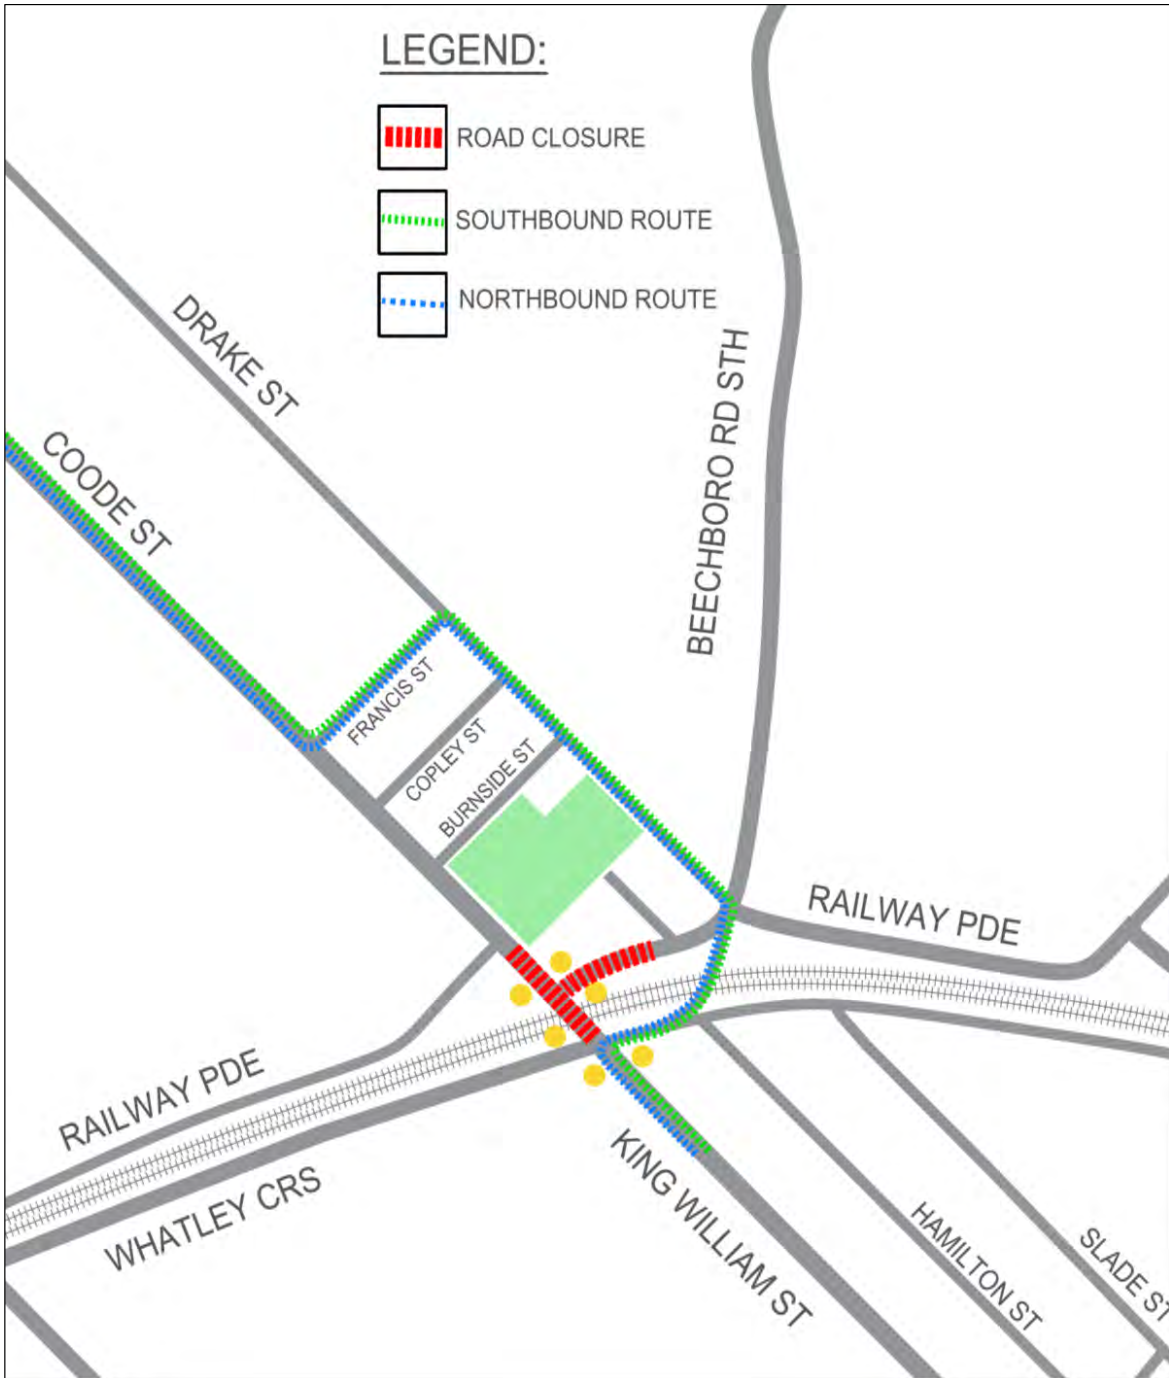 LEGEND:
ROAD CLOSURE
SOUTHBOUND ROUTE
NORTHBOUND ROUTE
DRAKE ST
BEECHBORO RD STH
COODE ST
FRANCIS ST
COPLEY ST
BURNSIDE ST
RAILWAY PDE
RAILWAY PDE
WHATLEY CRS
KING WILLIAM ST
HAMILTON ST
SLADE ST